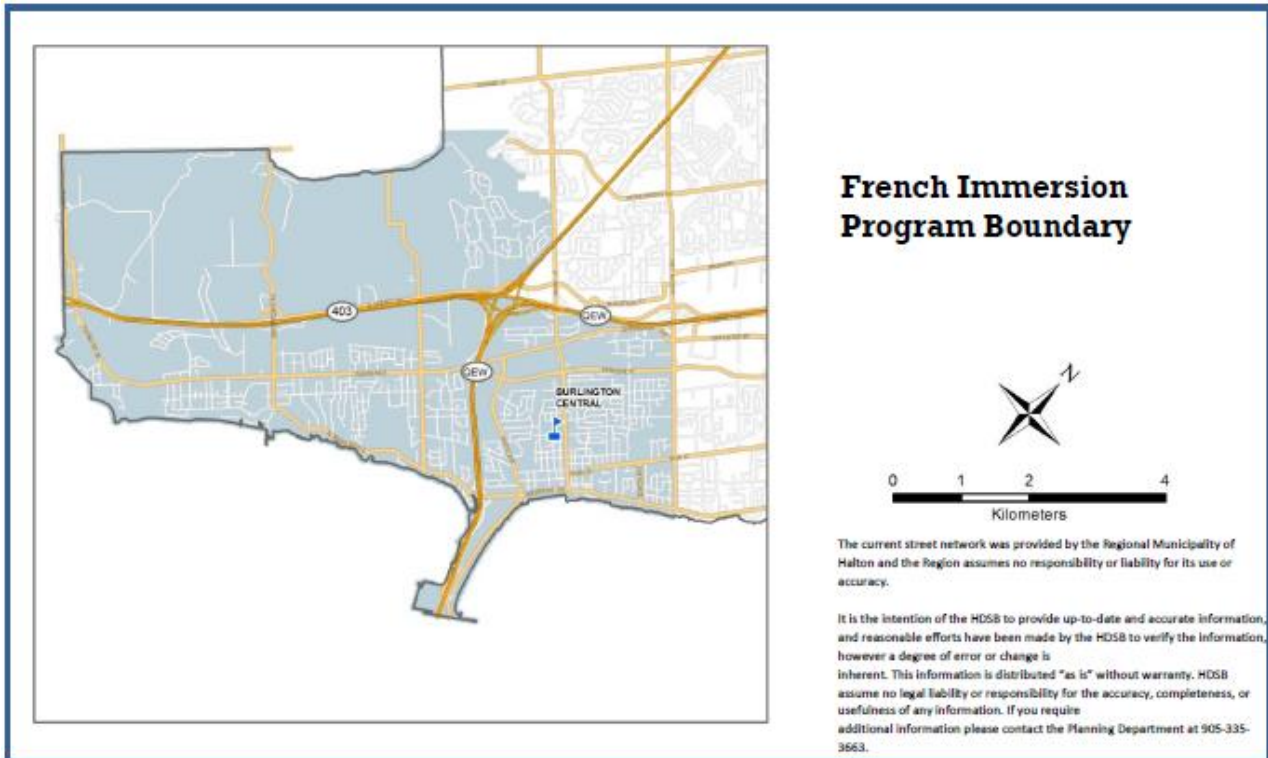 403
QEW
QEW
BURLINGTON
CENTRAL
French Immersion
Program Boundary
N
0 1 2 4
Kilometers
The current street network was provided by the Regional Municipality of
Halton and the Region assumes no responsibility or liability for its use or
accuracy.
It is the intention of the HDSB to provide up-to-date and accurate information,
and reasonable efforts have been made by the HDSB to verify the information,
however a degree of error or change is
inherent. This information is distributed "as is" without warranty. HDSB
assume no legal liability or responsibility for the accuracy, completeness, or
usefulness of any information. If you require
additional information please contact the Planning Department at 905-335-
3663.